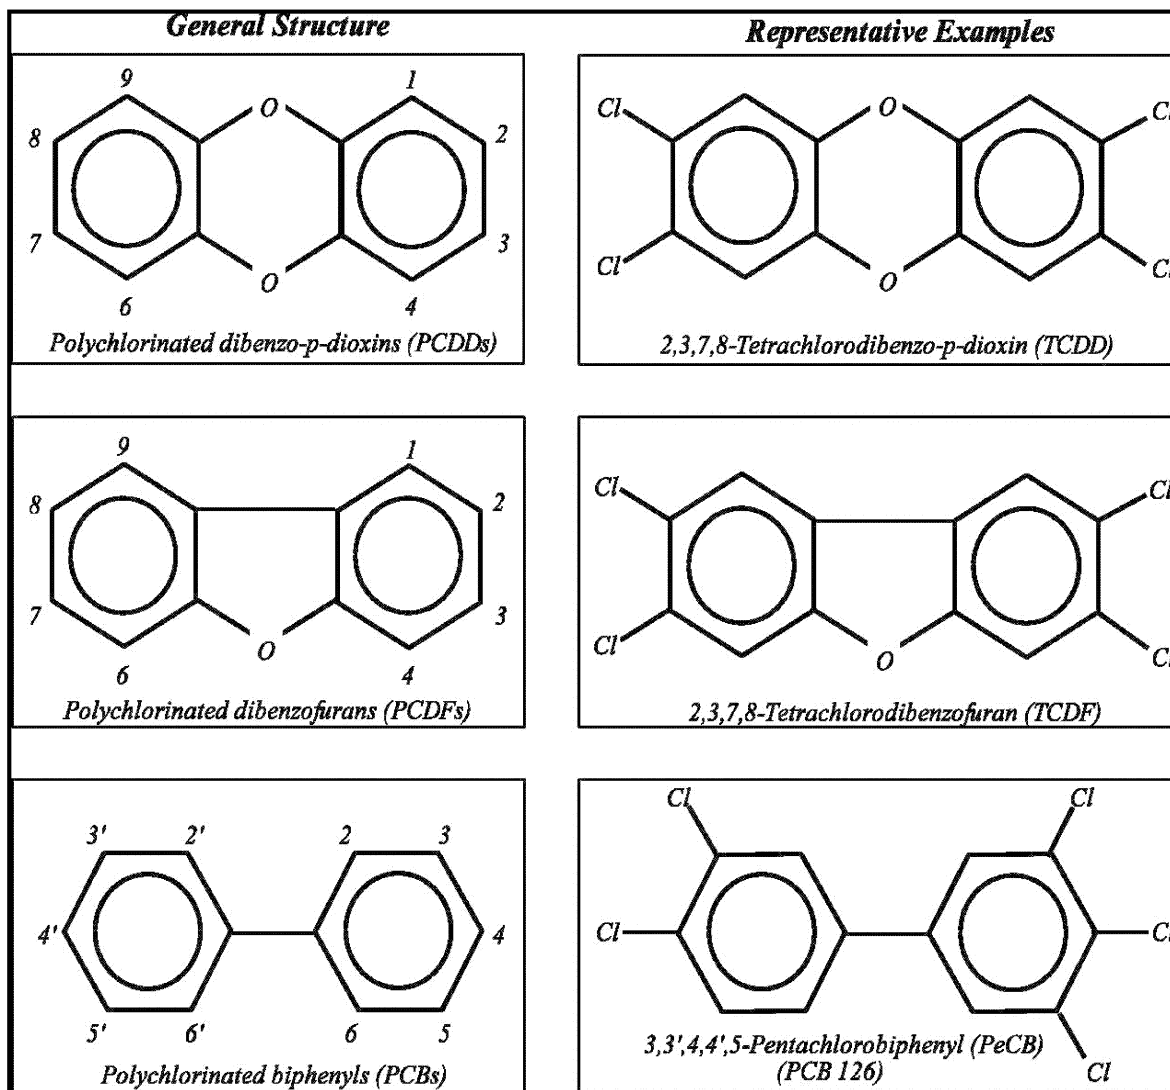 General Structure
Representative Examples
9
1
8
O
2
7
O
3
6
4
Polychlorinated dibenzo-p-dioxins (PCDDs)
Cl
O
Cl
Cl
O
Cl
2,3,7,8-Tetrachlorodibenzo-p-dioxin (TCDD)
9
1
8
2
7
3
6
O
4
Polychlorinated dibenzofurans (PCDFs)
Cl
Cl
Cl
O
Cl
2,3,7,8-Tetrachlorodibenzofuran (TCDF)
3'
2'
2
3
4'
4
5'
6'
6
5
Polychlorinated biphenyls (PCBs)
Cl
Cl
Cl
Cl
3,3',4,4',5-Pentachlorobiphenyl (PeCB)
(PCB 126)
Cl